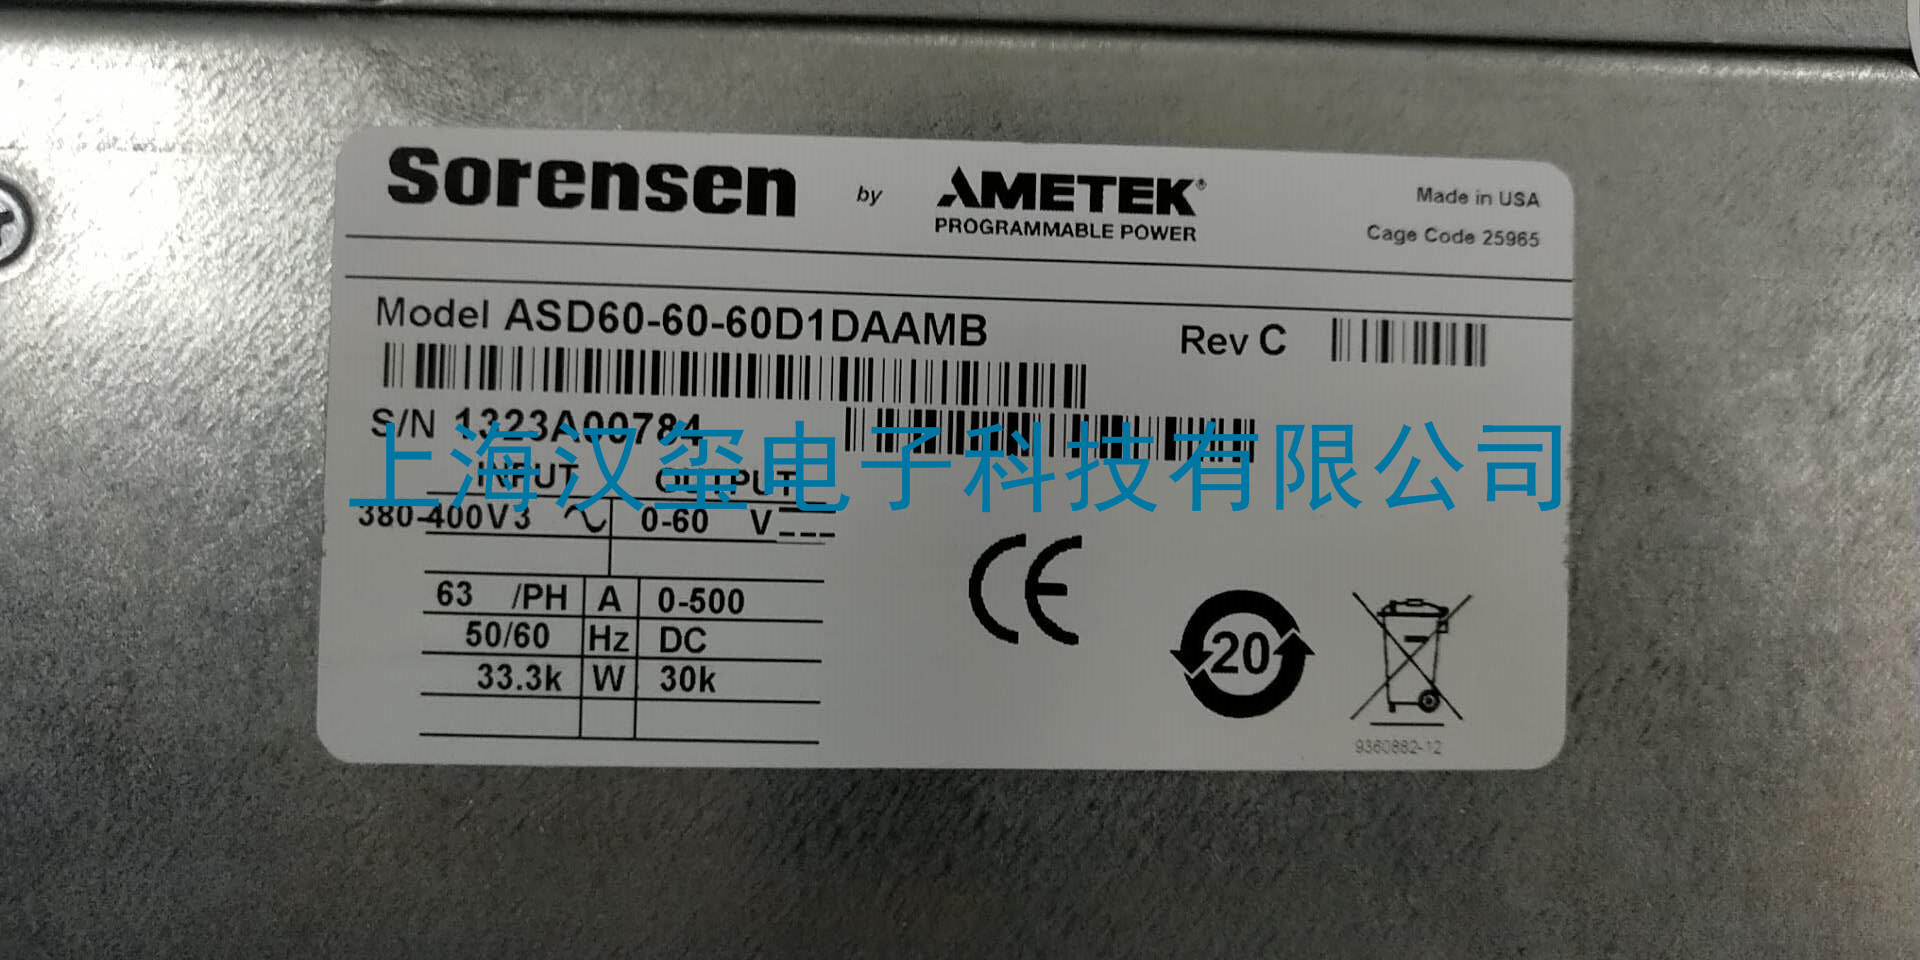 Sorensen by AMETEK®
PROGRAMMABLE POWER
Made in USA
Cage Code 25965
Model ASD60-60-60D1DAAMB Rev C
S/N 1323A00784
上海汉玺电子科技有限公司
INPUT OUTPUT
380-400V3 0-60 V
63 /PH A 0-500
50/60 Hz DC
33.3k W 30k
CE
20
9360882-12